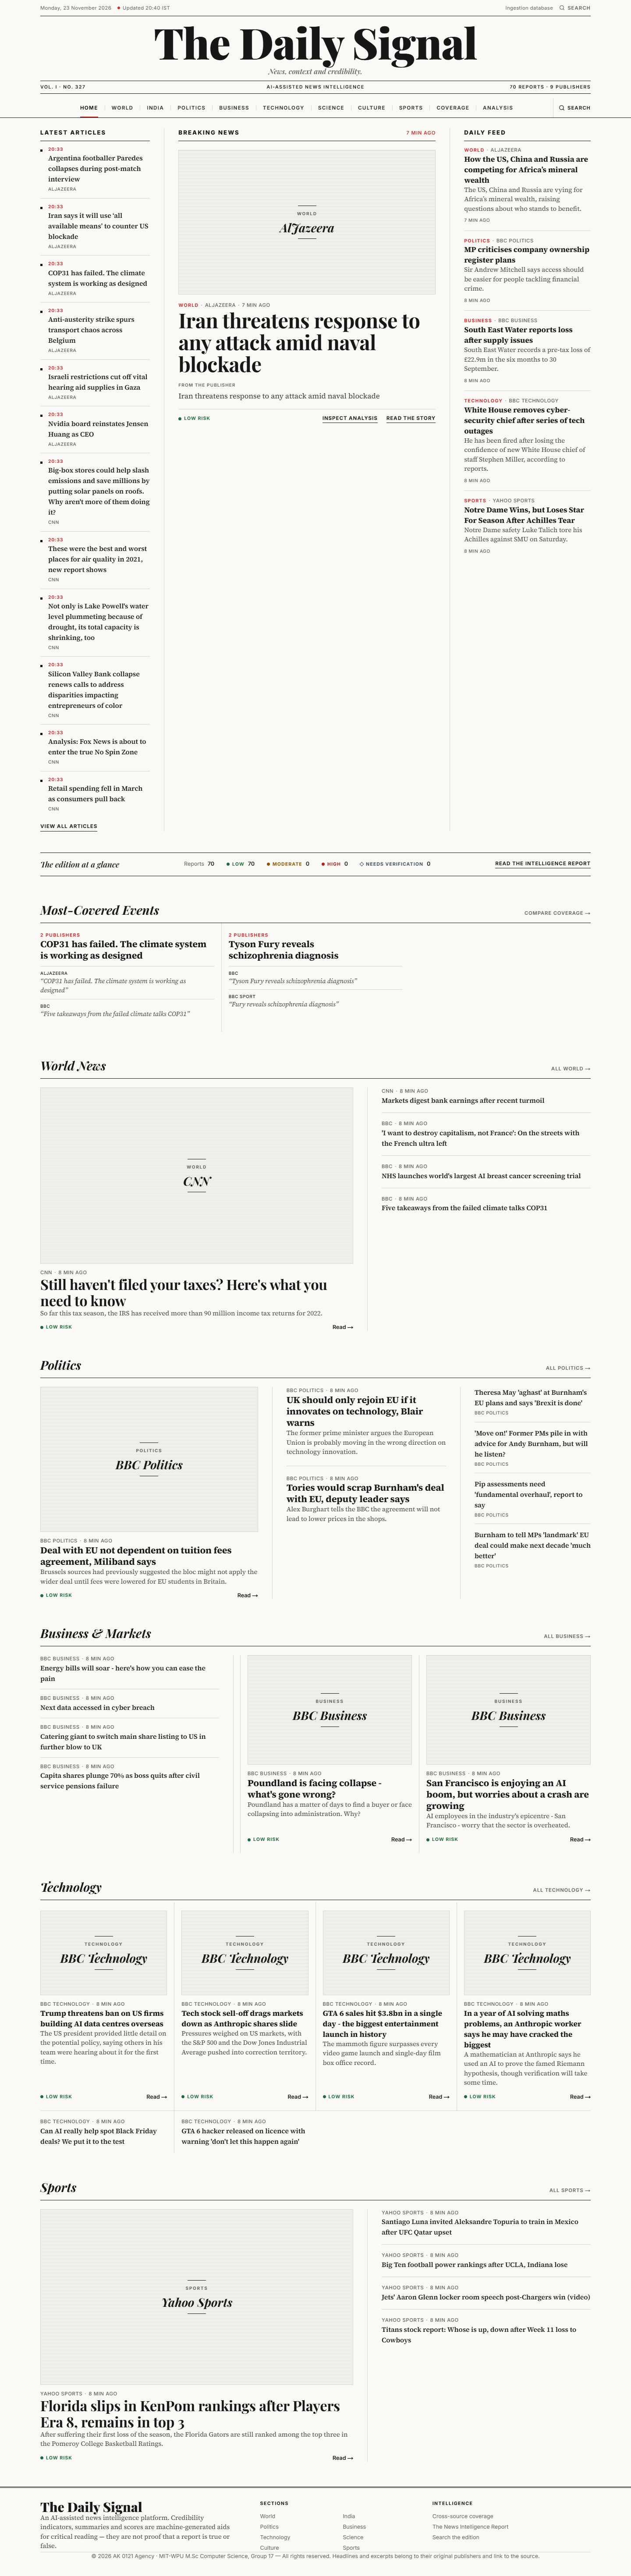 Monday, 23 November 2026 • Updated 20:40 IST
Ingestion database SEARCH
The Daily Signal
News, context and credibility.
VOL. I · NO. 327
AI-ASSISTED NEWS INTELLIGENCE
70 REPORTS · 9 PUBLISHERS
HOME WORLD INDIA POLITICS BUSINESS TECHNOLOGY SCIENCE CULTURE SPORTS COVERAGE ANALYSIS SEARCH
LATEST ARTICLES
20:33
Argentina footballer Paredes
collapses during post-match
interview
ALJAZEERA
20:33
Iran says it will use 'all
available means' to counter US
blockade
ALJAZEERA
20:33
COP31 has failed. The climate
system is working as designed
ALJAZEERA
20:33
Anti-austerity strike spurs
transport chaos across
Belgium
ALJAZEERA
20:33
Israeli restrictions cut off vital
hearing aid supplies in Gaza
ALJAZEERA
20:33
Nvidia board reinstates Jensen
Huang as CEO
ALJAZEERA
20:33
Big-box stores could help slash
emissions and save millions by
putting solar panels on roofs.
Why aren't more of them doing
it?
CNN
20:33
These were the best and worst
places for air quality in 2021,
new report shows
CNN
20:33
Not only is Lake Powell's water
level plummeting because of
drought, its total capacity is
shrinking, too
CNN
20:33
Silicon Valley Bank collapse
renews calls to address
disparities impacting
entrepreneurs of color
CNN
20:33
Analysis: Fox News is about to
enter the true No Spin Zone
CNN
20:33
Retail spending fell in March
as consumers pull back
CNN
VIEW ALL ARTICLES
BREAKING NEWS
7 MIN AGO
WORLD
AlJazeera
WORLD · ALJAZEERA · 7 MIN AGO
Iran threatens response to
any attack amid naval
blockade
FROM THE PUBLISHER
Iran threatens response to any attack amid naval blockade
LOW RISK
INSPECT ANALYSIS READ THE STORY
DAILY FEED
WORLD · ALJAZEERA
How the US, China and Russia are
competing for Africa's mineral
wealth
The US, China and Russia are vying for
Africa's mineral wealth, raising
questions about who stands to benefit.
7 MIN AGO
POLITICS · BBC POLITICS
MP criticises company ownership
register plans
Sir Andrew Mitchell says access should
be easier for people tackling financial
crime.
8 MIN AGO
BUSINESS · BBC BUSINESS
South East Water reports loss
after supply issues
South East Water records a pre-tax loss of
£22.9m in the six months to 30
September.
8 MIN AGO
TECHNOLOGY · BBC TECHNOLOGY
White House removes cyber-
security chief after series of tech
outages
He has been fired after losing the
confidence of new White House chief of
staff Stephen Miller, according to
reports.
8 MIN AGO
SPORTS · YAHOO SPORTS
Notre Dame Wins, but Loses Star
For Season After Achilles Tear
Notre Dame safety Luke Talich tore his
Achilles against SMU on Saturday.
8 MIN AGO
The edition at a glance
Reports 70 LOW 70 MODERATE 0 HIGH 0 NEEDS VERIFICATION 0
READ THE INTELLIGENCE REPORT
Most-Covered Events
COMPARE COVERAGE →
2 PUBLISHERS
COP31 has failed. The climate system
is working as designed
ALJAZEERA
"COP31 has failed. The climate system is working as
designed"
BBC
"Five takeaways from the failed climate talks COP31"
2 PUBLISHERS
Tyson Fury reveals
schizophrenia diagnosis
BBC
"Tyson Fury reveals schizophrenia diagnosis"
BBC SPORT
"Fury reveals schizophrenia diagnosis"
World News
ALL WORLD →
WORLD
CNN
CNN · 8 MIN AGO
Still haven't filed your taxes? Here's what you
need to know
So far this tax season, the IRS has received more than 90 million income tax returns for 2022.
LOW RISK
Read →
CNN · 8 MIN AGO
Markets digest bank earnings after recent turmoil
BBC · 8 MIN AGO
'I want to destroy capitalism, not France': On the streets with
the French ultra left
BBC · 8 MIN AGO
NHS launches world's largest AI breast cancer screening trial
BBC · 8 MIN AGO
Five takeaways from the failed climate talks COP31
Politics
ALL POLITICS →
POLITICS
BBC Politics
BBC POLITICS · 8 MIN AGO
Deal with EU not dependent on tuition fees
agreement, Miliband says
Brussels sources had previously suggested the bloc might not apply the
wider deal until fees were lowered for EU students in Britain.
LOW RISK
Read →
BBC POLITICS · 8 MIN AGO
UK should only rejoin EU if it
innovates on technology, Blair
warns
The former prime minister argues the European
Union is probably moving in the wrong direction on
technology innovation.
BBC POLITICS · 8 MIN AGO
Tories would scrap Burnham's deal
with EU, deputy leader says
Alex Burghart tells the BBC the agreement will not
lead to lower prices in the shops.
Theresa May 'aghast' at Burnham's
EU plans and says 'Brexit is done'
BBC POLITICS
'Move on!' Former PMs pile in with
advice for Andy Burnham, but will
he listen?
BBC POLITICS
Pip assessments need
'fundamental overhaul', report to
say
BBC POLITICS
Burnham to tell MPs 'landmark' EU
deal could make next decade 'much
better'
BBC POLITICS
Business & Markets
ALL BUSINESS →
BBC BUSINESS · 8 MIN AGO
Energy bills will soar - here's how you can ease the
pain
BBC BUSINESS · 8 MIN AGO
Next data accessed in cyber breach
BBC BUSINESS · 8 MIN AGO
Catering giant to switch main share listing to US in
further blow to UK
BBC BUSINESS · 8 MIN AGO
Capita shares plunge 70% as boss quits after civil
service pensions failure
BUSINESS
BBC Business
BBC BUSINESS · 8 MIN AGO
Poundland is facing collapse -
what's gone wrong?
Poundland has a matter of days to find a buyer or face
collapsing into administration. Why?
LOW RISK
Read →
BUSINESS
BBC Business
BBC BUSINESS · 8 MIN AGO
San Francisco is enjoying an AI
boom, but worries about a crash are
growing
AI employees in the industry's epicentre - San
Francisco - worry that the sector is overheated.
LOW RISK
Read →
Technology
ALL TECHNOLOGY →
TECHNOLOGY
BBC Technology
BBC TECHNOLOGY · 8 MIN AGO
Trump threatens ban on US firms
building AI data centres overseas
The US president provided little detail on
the potential policy, saying others in his
team were hearing about it for the first
time.
LOW RISK
Read →
TECHNOLOGY
BBC Technology
BBC TECHNOLOGY · 8 MIN AGO
Tech stock sell-off drags markets
down as Anthropic shares slide
Pressures weighed on US markets, with
the S&P 500 and the Dow Jones Industrial
Average pushed into correction territory.
LOW RISK
Read →
TECHNOLOGY
BBC Technology
BBC TECHNOLOGY · 8 MIN AGO
GTA 6 sales hit $3.8bn in a single
day - the biggest entertainment
launch in history
The mammoth figure surpasses every
video game launch and single-day film
box office record.
LOW RISK
Read →
TECHNOLOGY
BBC Technology
BBC TECHNOLOGY · 8 MIN AGO
In a year of AI solving maths
problems, an Anthropic worker
says he may have cracked the
biggest
A mathematician at Anthropic says he
used an AI to prove the famed Riemann
hypothesis, though verification will take
some time.
LOW RISK
Read →
BBC TECHNOLOGY · 8 MIN AGO
Can AI really help spot Black Friday
deals? We put it to the test
BBC TECHNOLOGY · 8 MIN AGO
GTA 6 hacker released on licence with
warning 'don't let this happen again'
Sports
ALL SPORTS →
SPORTS
Yahoo Sports
YAHOO SPORTS · 8 MIN AGO
Florida slips in KenPom rankings after Players
Era 8, remains in top 3
After suffering their first loss of the season, the Florida Gators are still ranked among the top three in
the Pomeroy College Basketball Ratings.
LOW RISK
Read →
YAHOO SPORTS · 8 MIN AGO
Santiago Luna invited Aleksandre Topuria to train in Mexico
after UFC Qatar upset
YAHOO SPORTS · 8 MIN AGO
Big Ten football power rankings after UCLA, Indiana lose
YAHOO SPORTS · 8 MIN AGO
Jets' Aaron Glenn locker room speech post-Chargers win (video)
YAHOO SPORTS · 8 MIN AGO
Titans stock report: Whose is up, down after Week 11 loss to
Cowboys
The Daily Signal
An AI-assisted news intelligence platform. Credibility
indicators, summaries and scores are machine-generated aids
for critical reading — they are not proof that a report is true or
false.
SECTIONS
World India
Politics Business
Technology Science
Culture Sports
INTELLIGENCE
Cross-source coverage
The News Intelligence Report
Search the edition
© 2026 AK 0121 Agency · MIT-WPU M.Sc Computer Science, Group 17 — All rights reserved. Headlines and excerpts belong to their original publishers and link to the source.